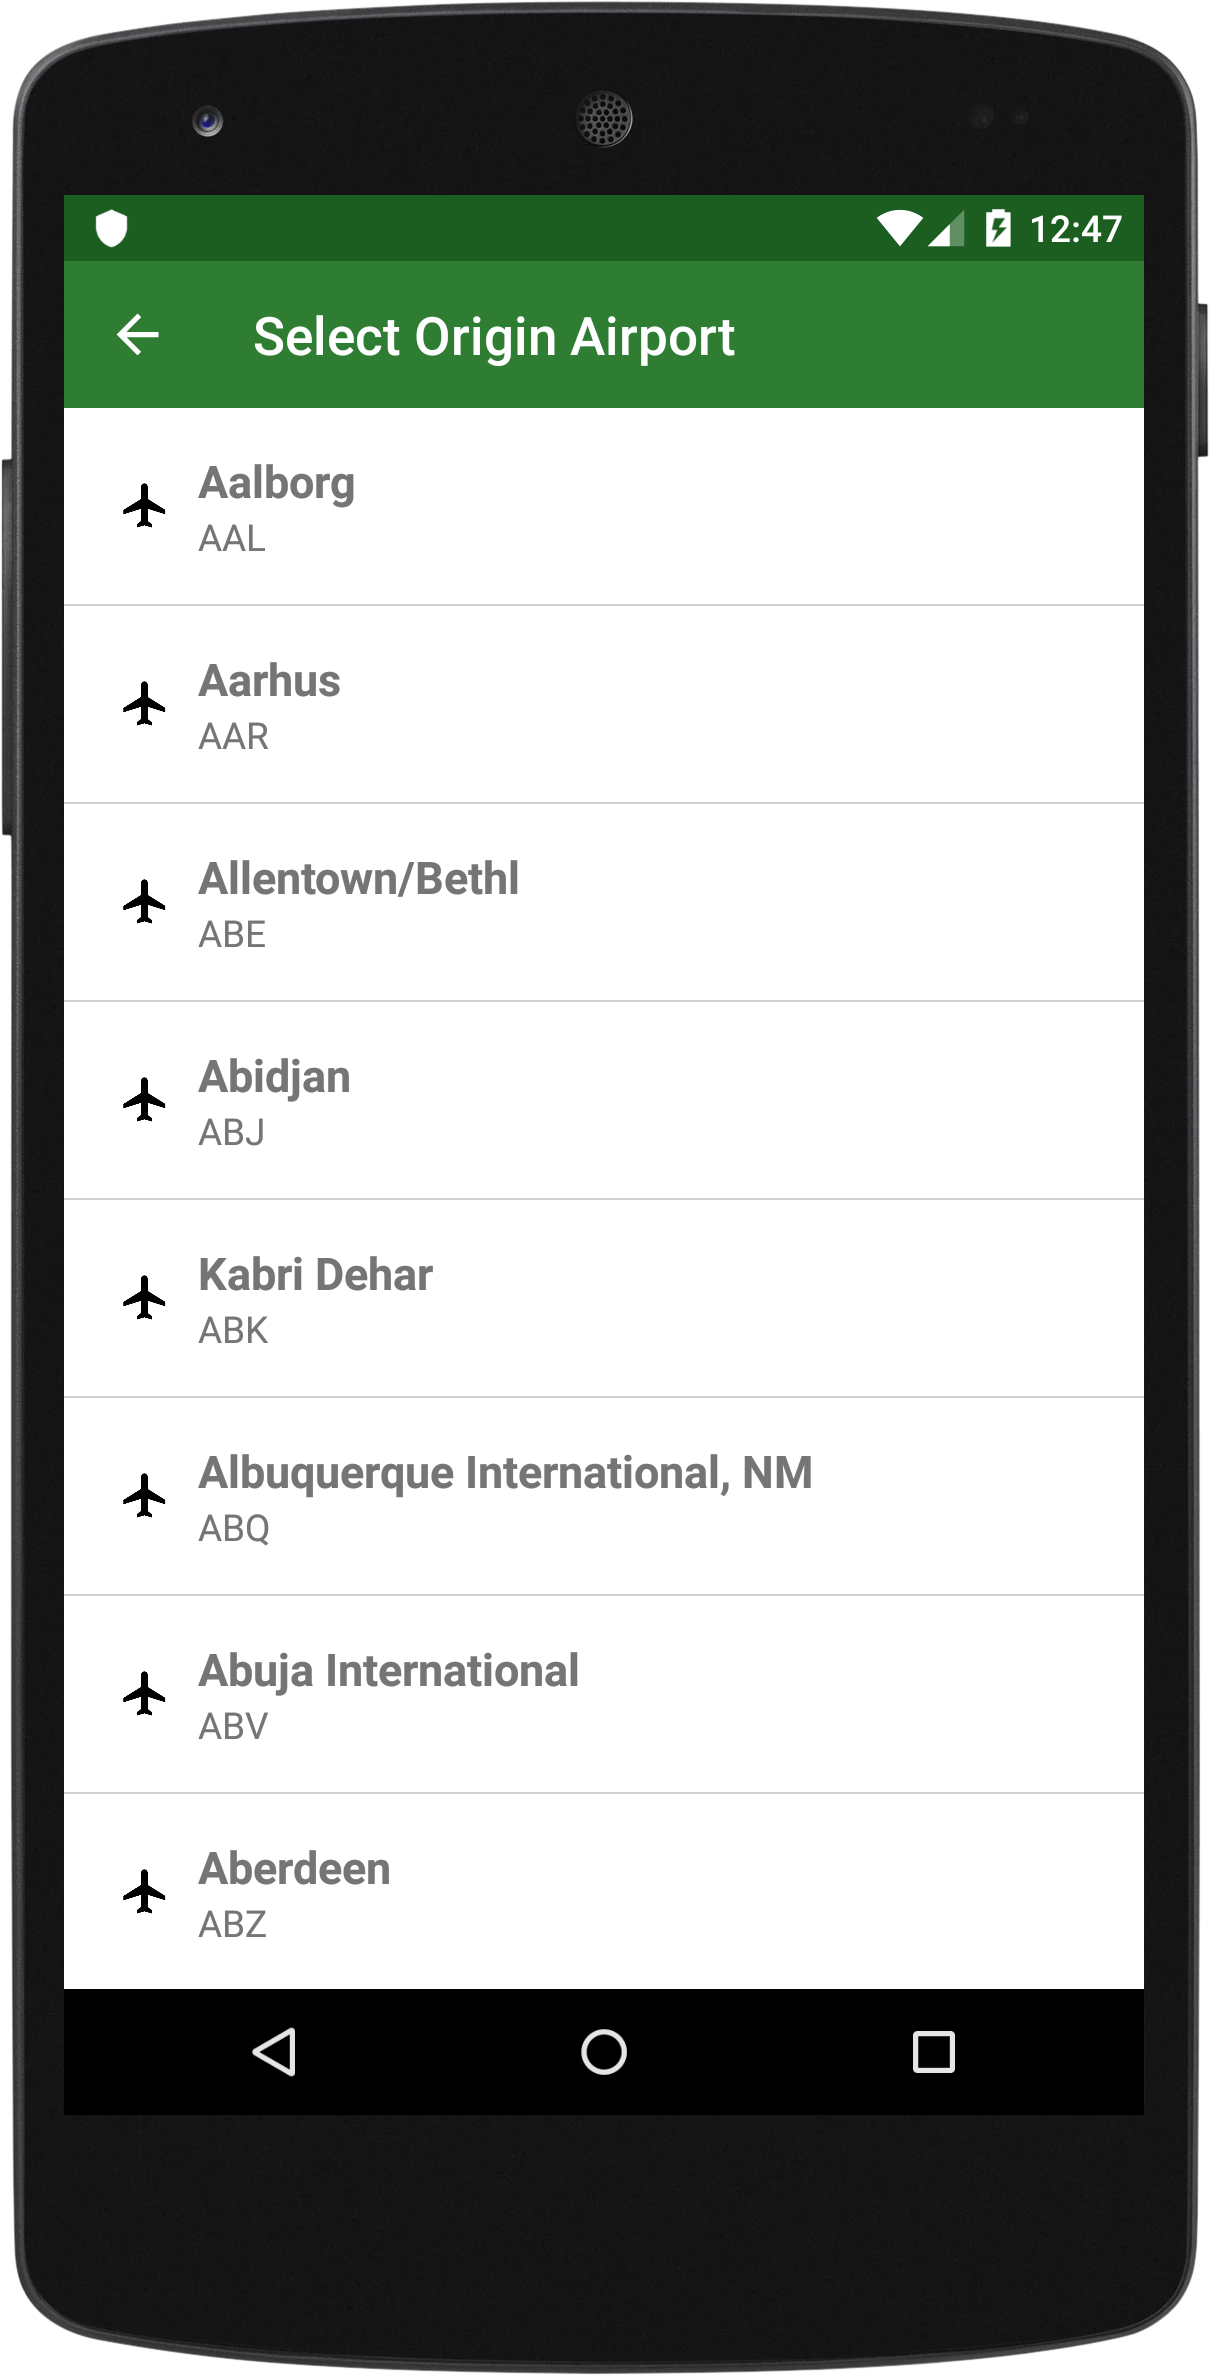 12:47
Select Origin Airport
Aalborg
AAL
Aarhus
AAR
Allentown/Bethl
ABE
Abidjan
ABJ
Kabri Dehar
ABK
Albuquerque International, NM
ABQ
Abuja International
ABV
Aberdeen
ABZ